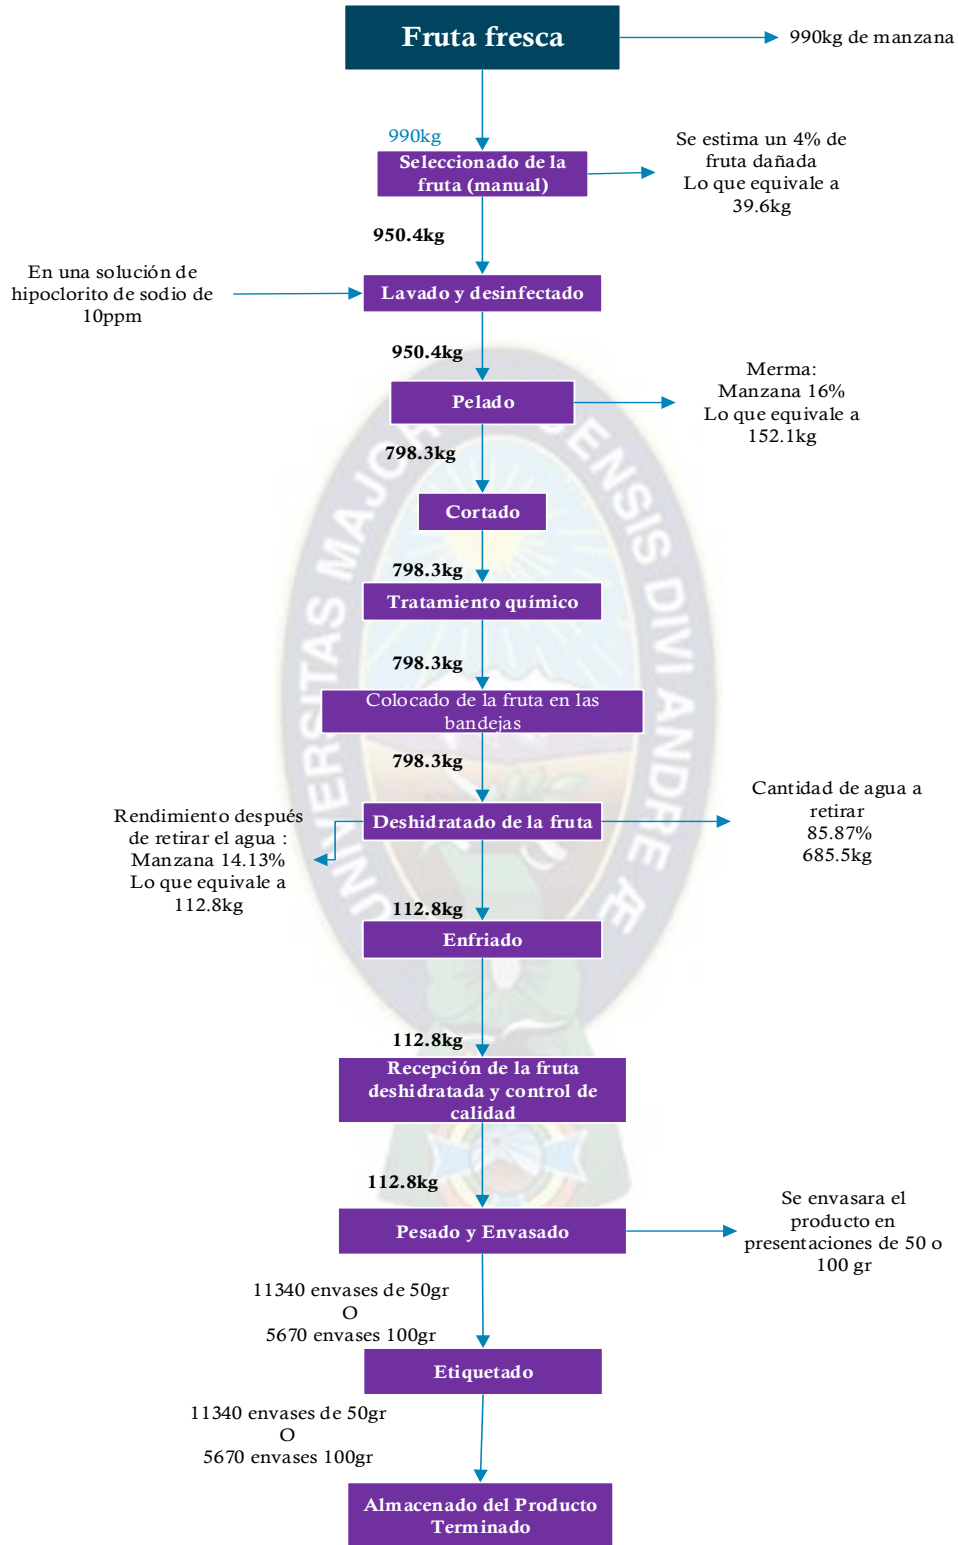 Fruta fresca
990kg de manzana
990kg
Seleccionado de la
fruta (manual)
Se estima un 4% de
fruta dañada
Lo que equivale a
39.6kg
950.4kg
En una solución de
hipoclorito de sodio de
10ppm
Lavado y desinfectado
950.4kg
Pelado
Merma:
Manzana 16%
Lo que equivale a
152.1kg
798.3kg
Cortado
798.3kg
Tratamiento químico
798.3kg
Colocado de la fruta en las
bandejas
798.3kg
Deshidratado de la fruta
Cantidad de agua a
retirar
85.87%
685.5kg
Rendimiento después
de retirar el agua :
Manzana 14.13%
Lo que equivale a
112.8kg
112.8kg
Enfriado
112.8kg
Recepción de la fruta
deshidratada y control de
calidad
112.8kg
Pesado y Envasado
Se envasara el
producto en
presentaciones de 50 o
100 gr
11340 envases de 50gr
O
5670 envases 100gr
Etiquetado
11340 envases de 50gr
O
5670 envases 100gr
Almacenado del Producto
Terminado
UNIVERSITAS MAJOR
ENSIS DIVI ANDRE Æ